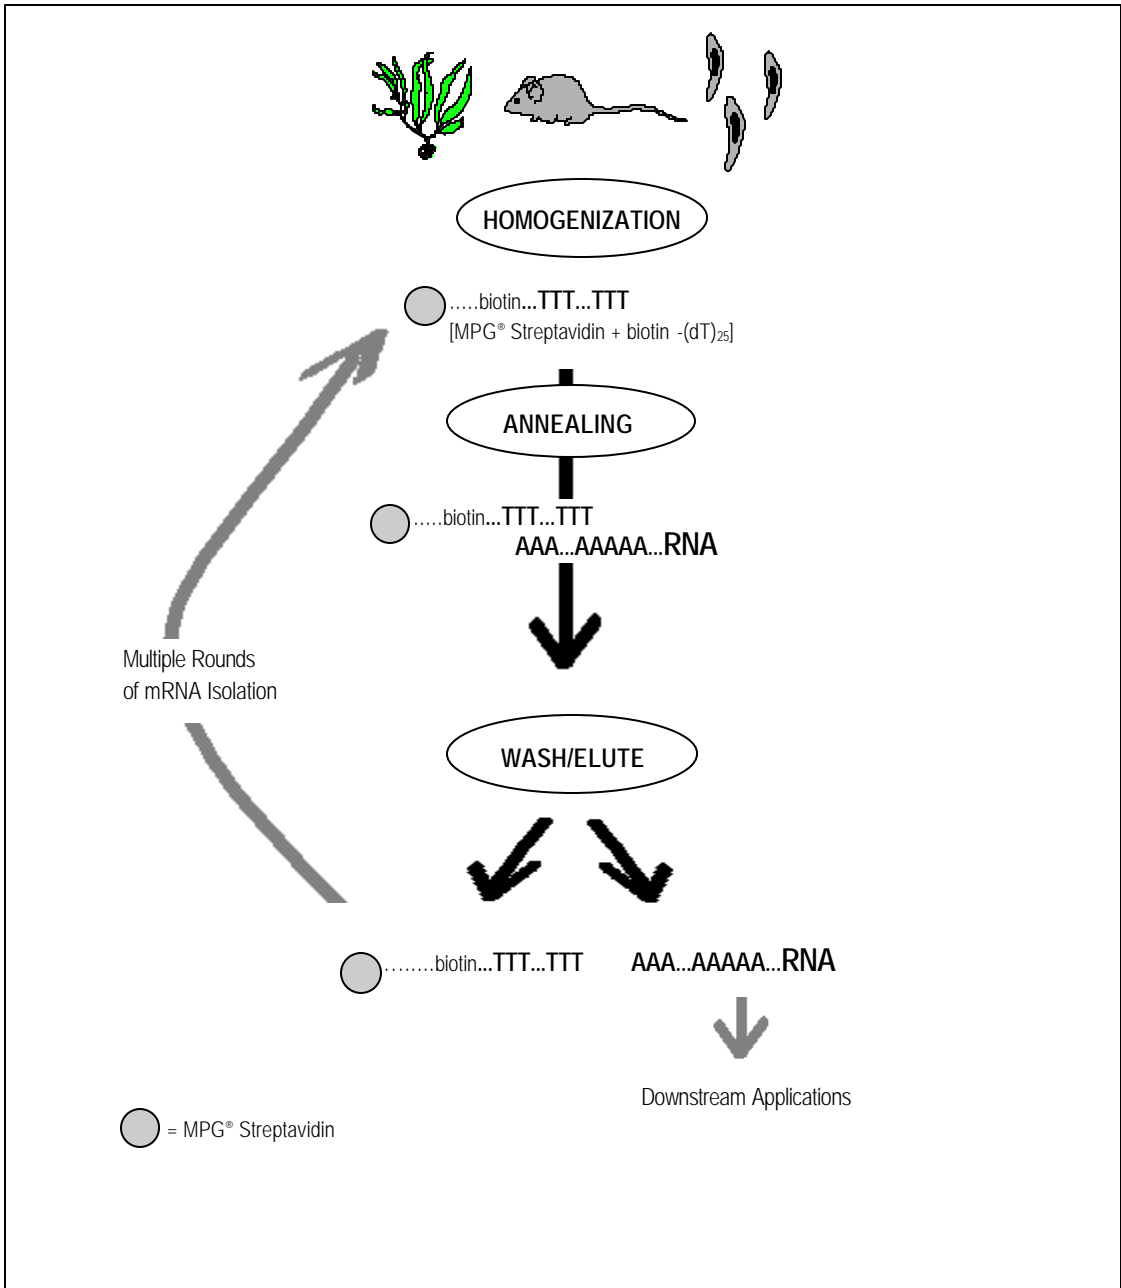 HOMOGENIZATION
.....biotin...TTT...TTT
[MPG® Streptavidin + biotin -(dT)₂₅]
ANNEALING
.....biotin...TTT...TTT
AAA...AAAAA...RNA
Multiple Rounds
of mRNA Isolation
WASH/ELUTE
.........biotin...TTT...TTT AAA...AAAAA...RNA
Downstream Applications
= MPG® Streptavidin